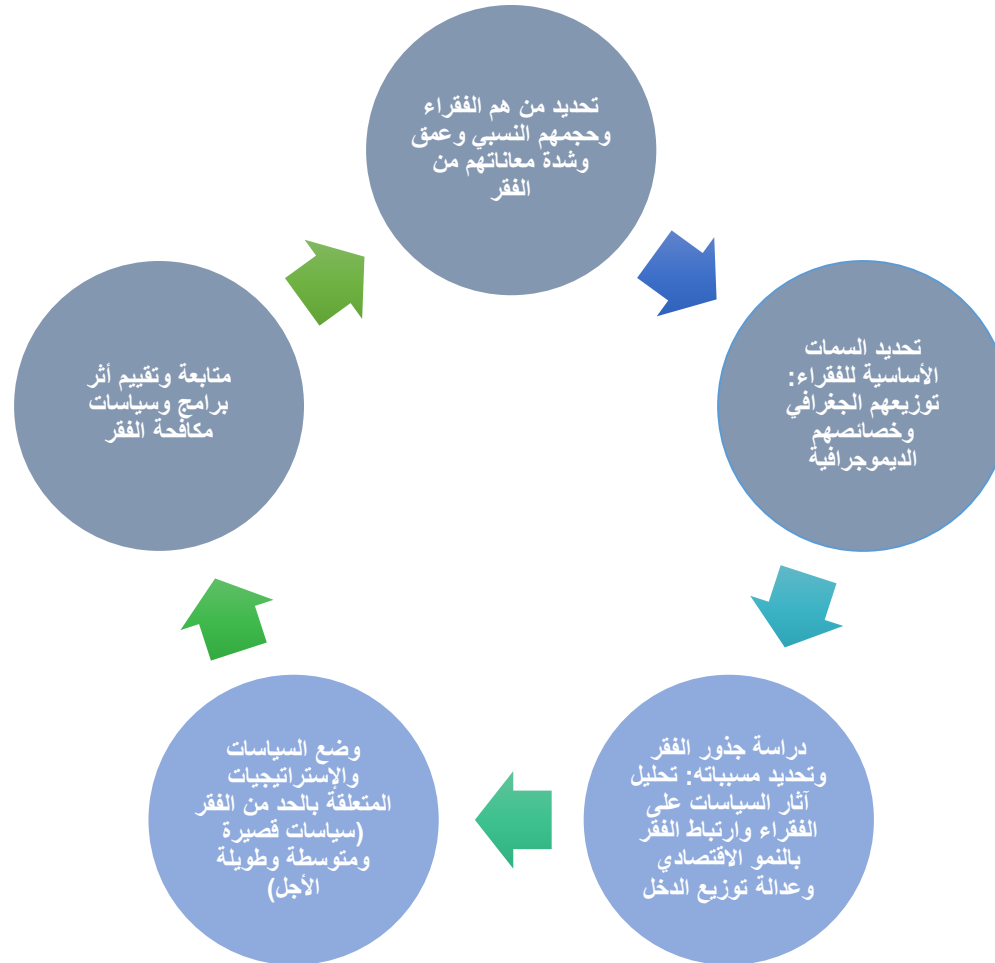 تحديد من هم الفقراء
وحجمهم النسبي وعمق
وشدة معاناتهم من
الفقر
تحديد السمات
الأساسية للفقراء:
توزيعهم الجغرافي
وخصائصهم
الديموجرافية
دراسة جذور الفقر
وتحديد مسبباته: تحليل
آثار السياسات على
الفقراء وارتباط الفقر
بالنمو الاقتصادي
وعدالة توزيع الدخل
وضع السياسات
والإستراتيجيات
المتعلقة بالحد من الفقر
(سياسات قصيرة
ومتوسطة وطويلة
الأجل)
متابعة وتقييم أثر
برامج وسياسات
مكافحة الفقر